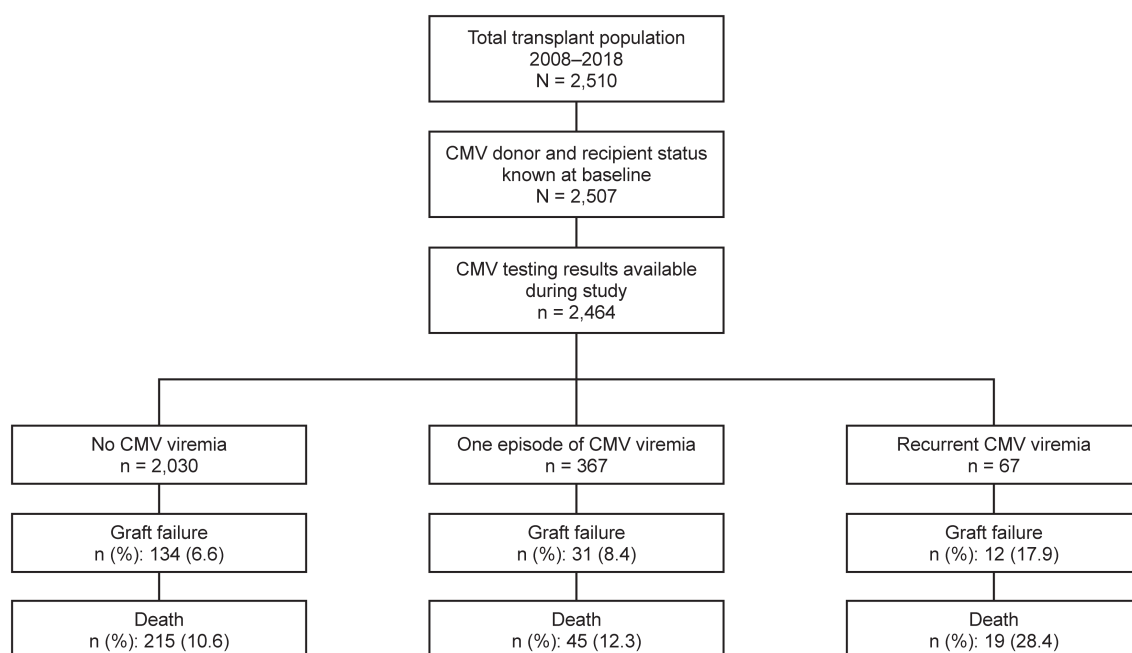 Total transplant population
2008–2018
N = 2,510
CMV donor and recipient status
known at baseline
N = 2,507
CMV testing results available
during study
n = 2,464
No CMV viremia
n = 2,030
One episode of CMV viremia
n = 367
Recurrent CMV viremia
n = 67
Graft failure
n (%): 134 (6.6)
Graft failure
n (%): 31 (8.4)
Graft failure
n (%): 12 (17.9)
Death
n (%): 215 (10.6)
Death
n (%): 45 (12.3)
Death
n (%): 19 (28.4)